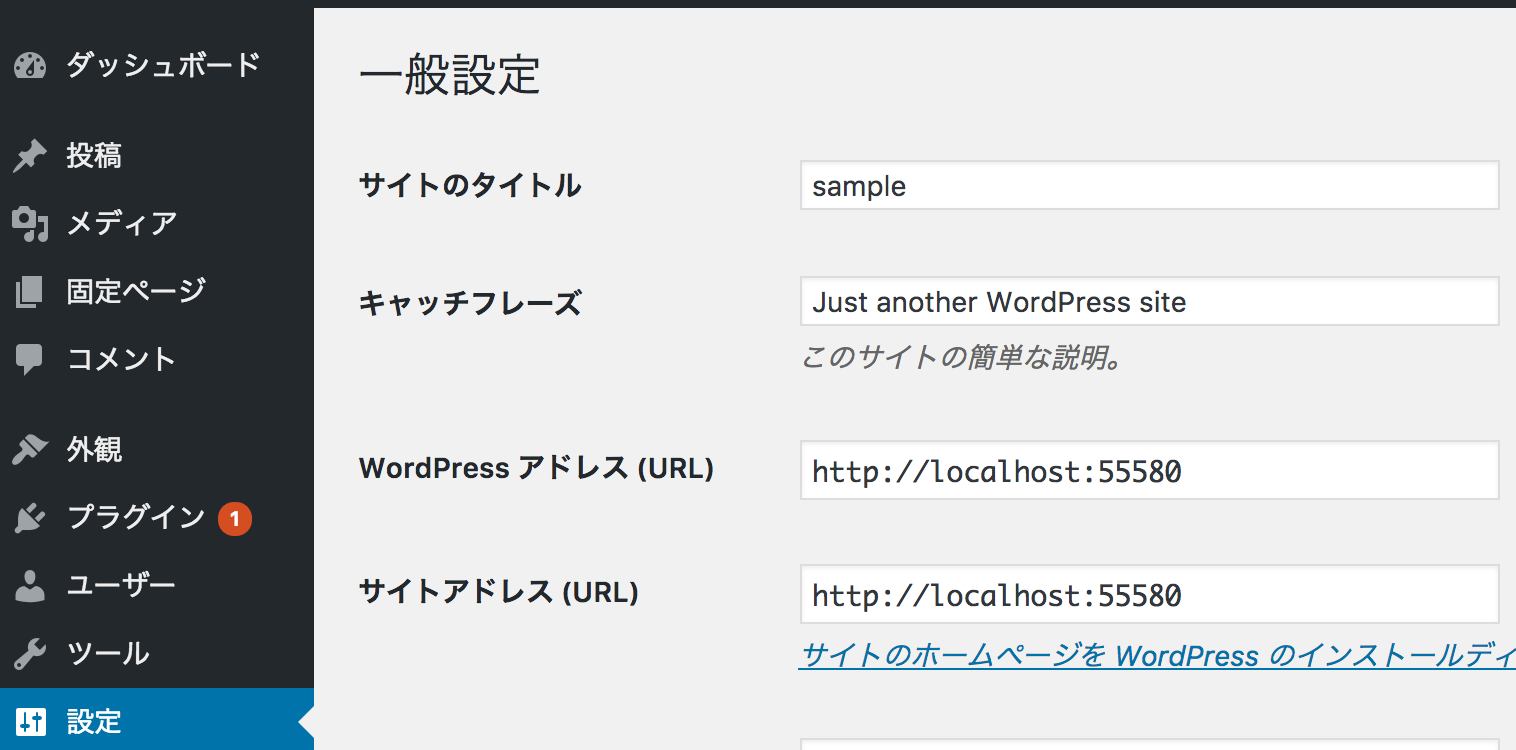 ダッシュボード
投稿
メディア
固定ページ
コメント
外観
プラグイン 1
ユーザー
ツール
設定
一般設定
サイトのタイトル
sample
キャッチフレーズ
Just another WordPress site
このサイトの簡単な説明。
WordPress アドレス (URL)
http://localhost:55580
サイトアドレス (URL)
http://localhost:55580
サイトのホームページを WordPress のインストールディ